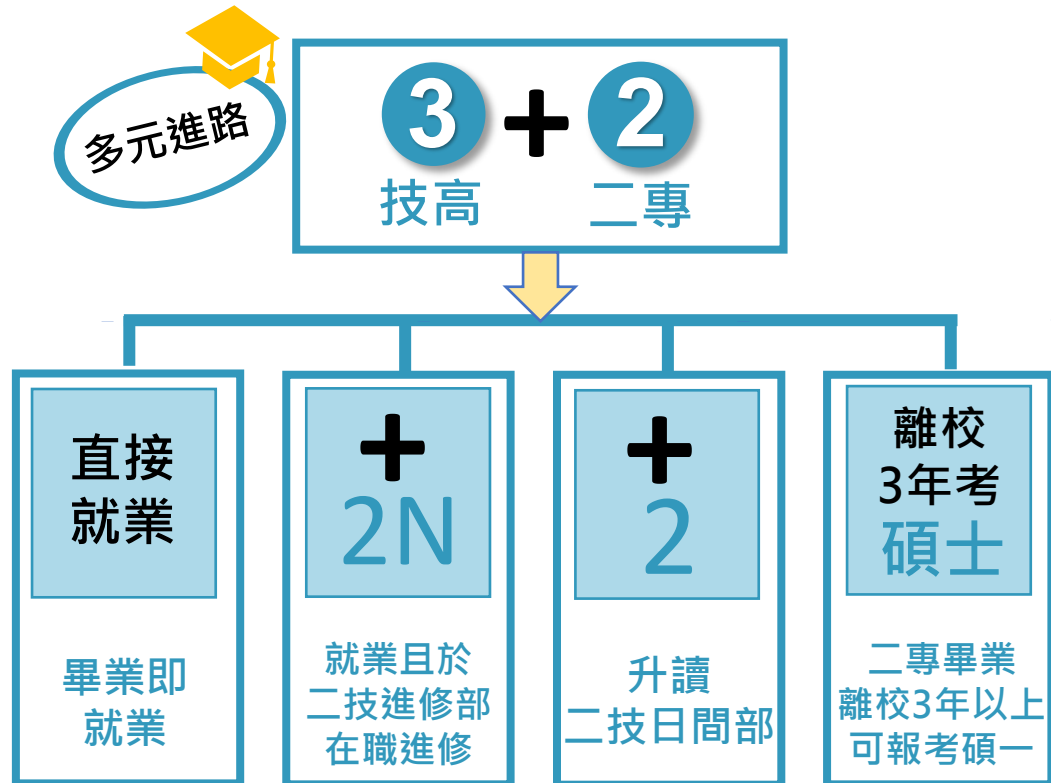 多元進路
3 + 2
技高 二專
直接
就業
畢業即
就業
+
2N
就業且於
二技進修部
在職進修
+
2
升讀
二技日間部
離校
3年考
碩士
二專畢業
離校3年以上
可報考碩一